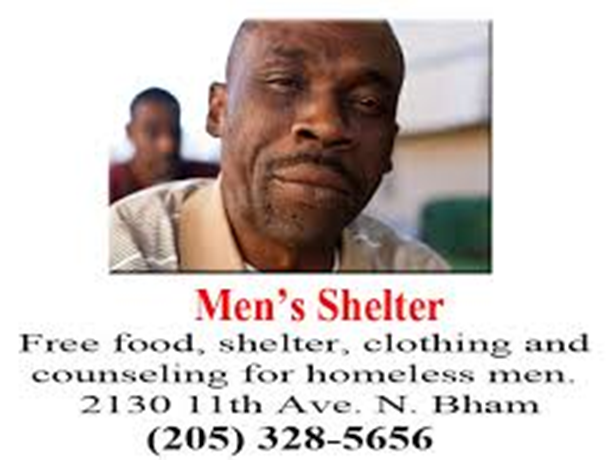 Men's Shelter
Free food, shelter, clothing and
counseling for homeless men.
2130 11th Ave. N. Bham
(205) 328-5656